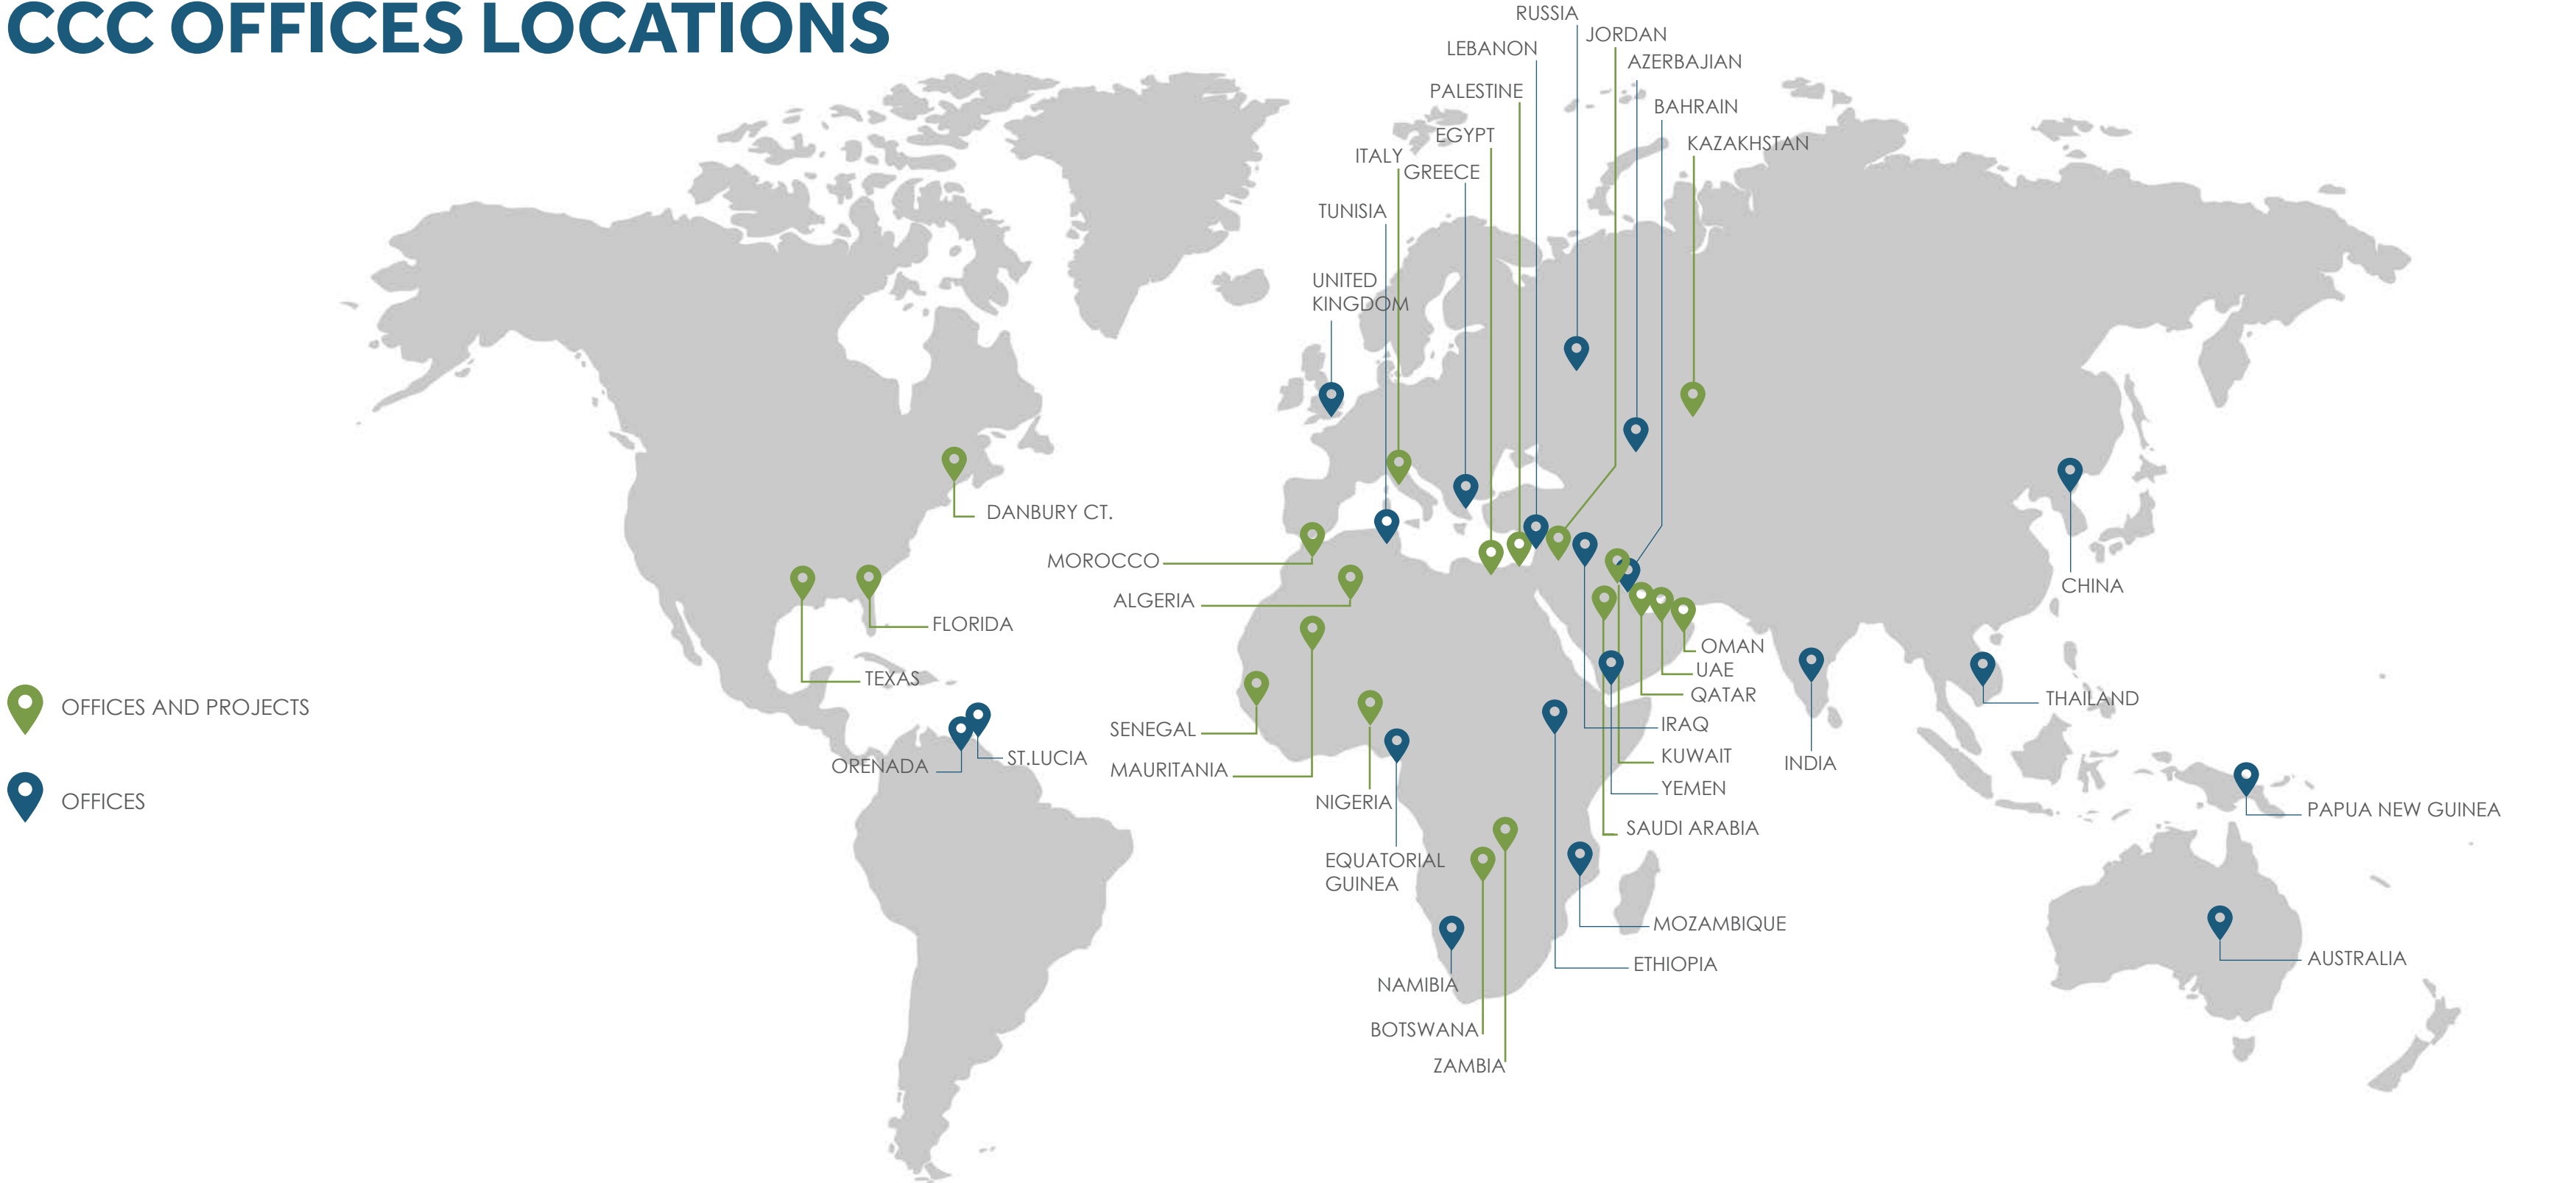 CCC OFFICES LOCATIONS
RUSSIA
JORDAN
LEBANON
AZERBAJIAN
PALESTINE
BAHRAIN
EGYPT
KAZAKHSTAN
ITALY
GREECE
TUNISIA
UNITED
KINGDOM
DANBURY CT.
MOROCCO
ALGERIA
CHINA
FLORIDA
TEXAS
OMAN
UAE
QATAR
THAILAND
OFFICES AND PROJECTS
SENEGAL
IRAQ
ST.LUCIA
ORENADA
KUWAIT
INDIA
MAURITANIA
YEMEN
NIGERIA
OFFICES
PAPUA NEW GUINEA
SAUDI ARABIA
EQUATORIAL
GUINEA
MOZAMBIQUE
AUSTRALIA
ETHIOPIA
NAMIBIA
BOTSWANA
ZAMBIA